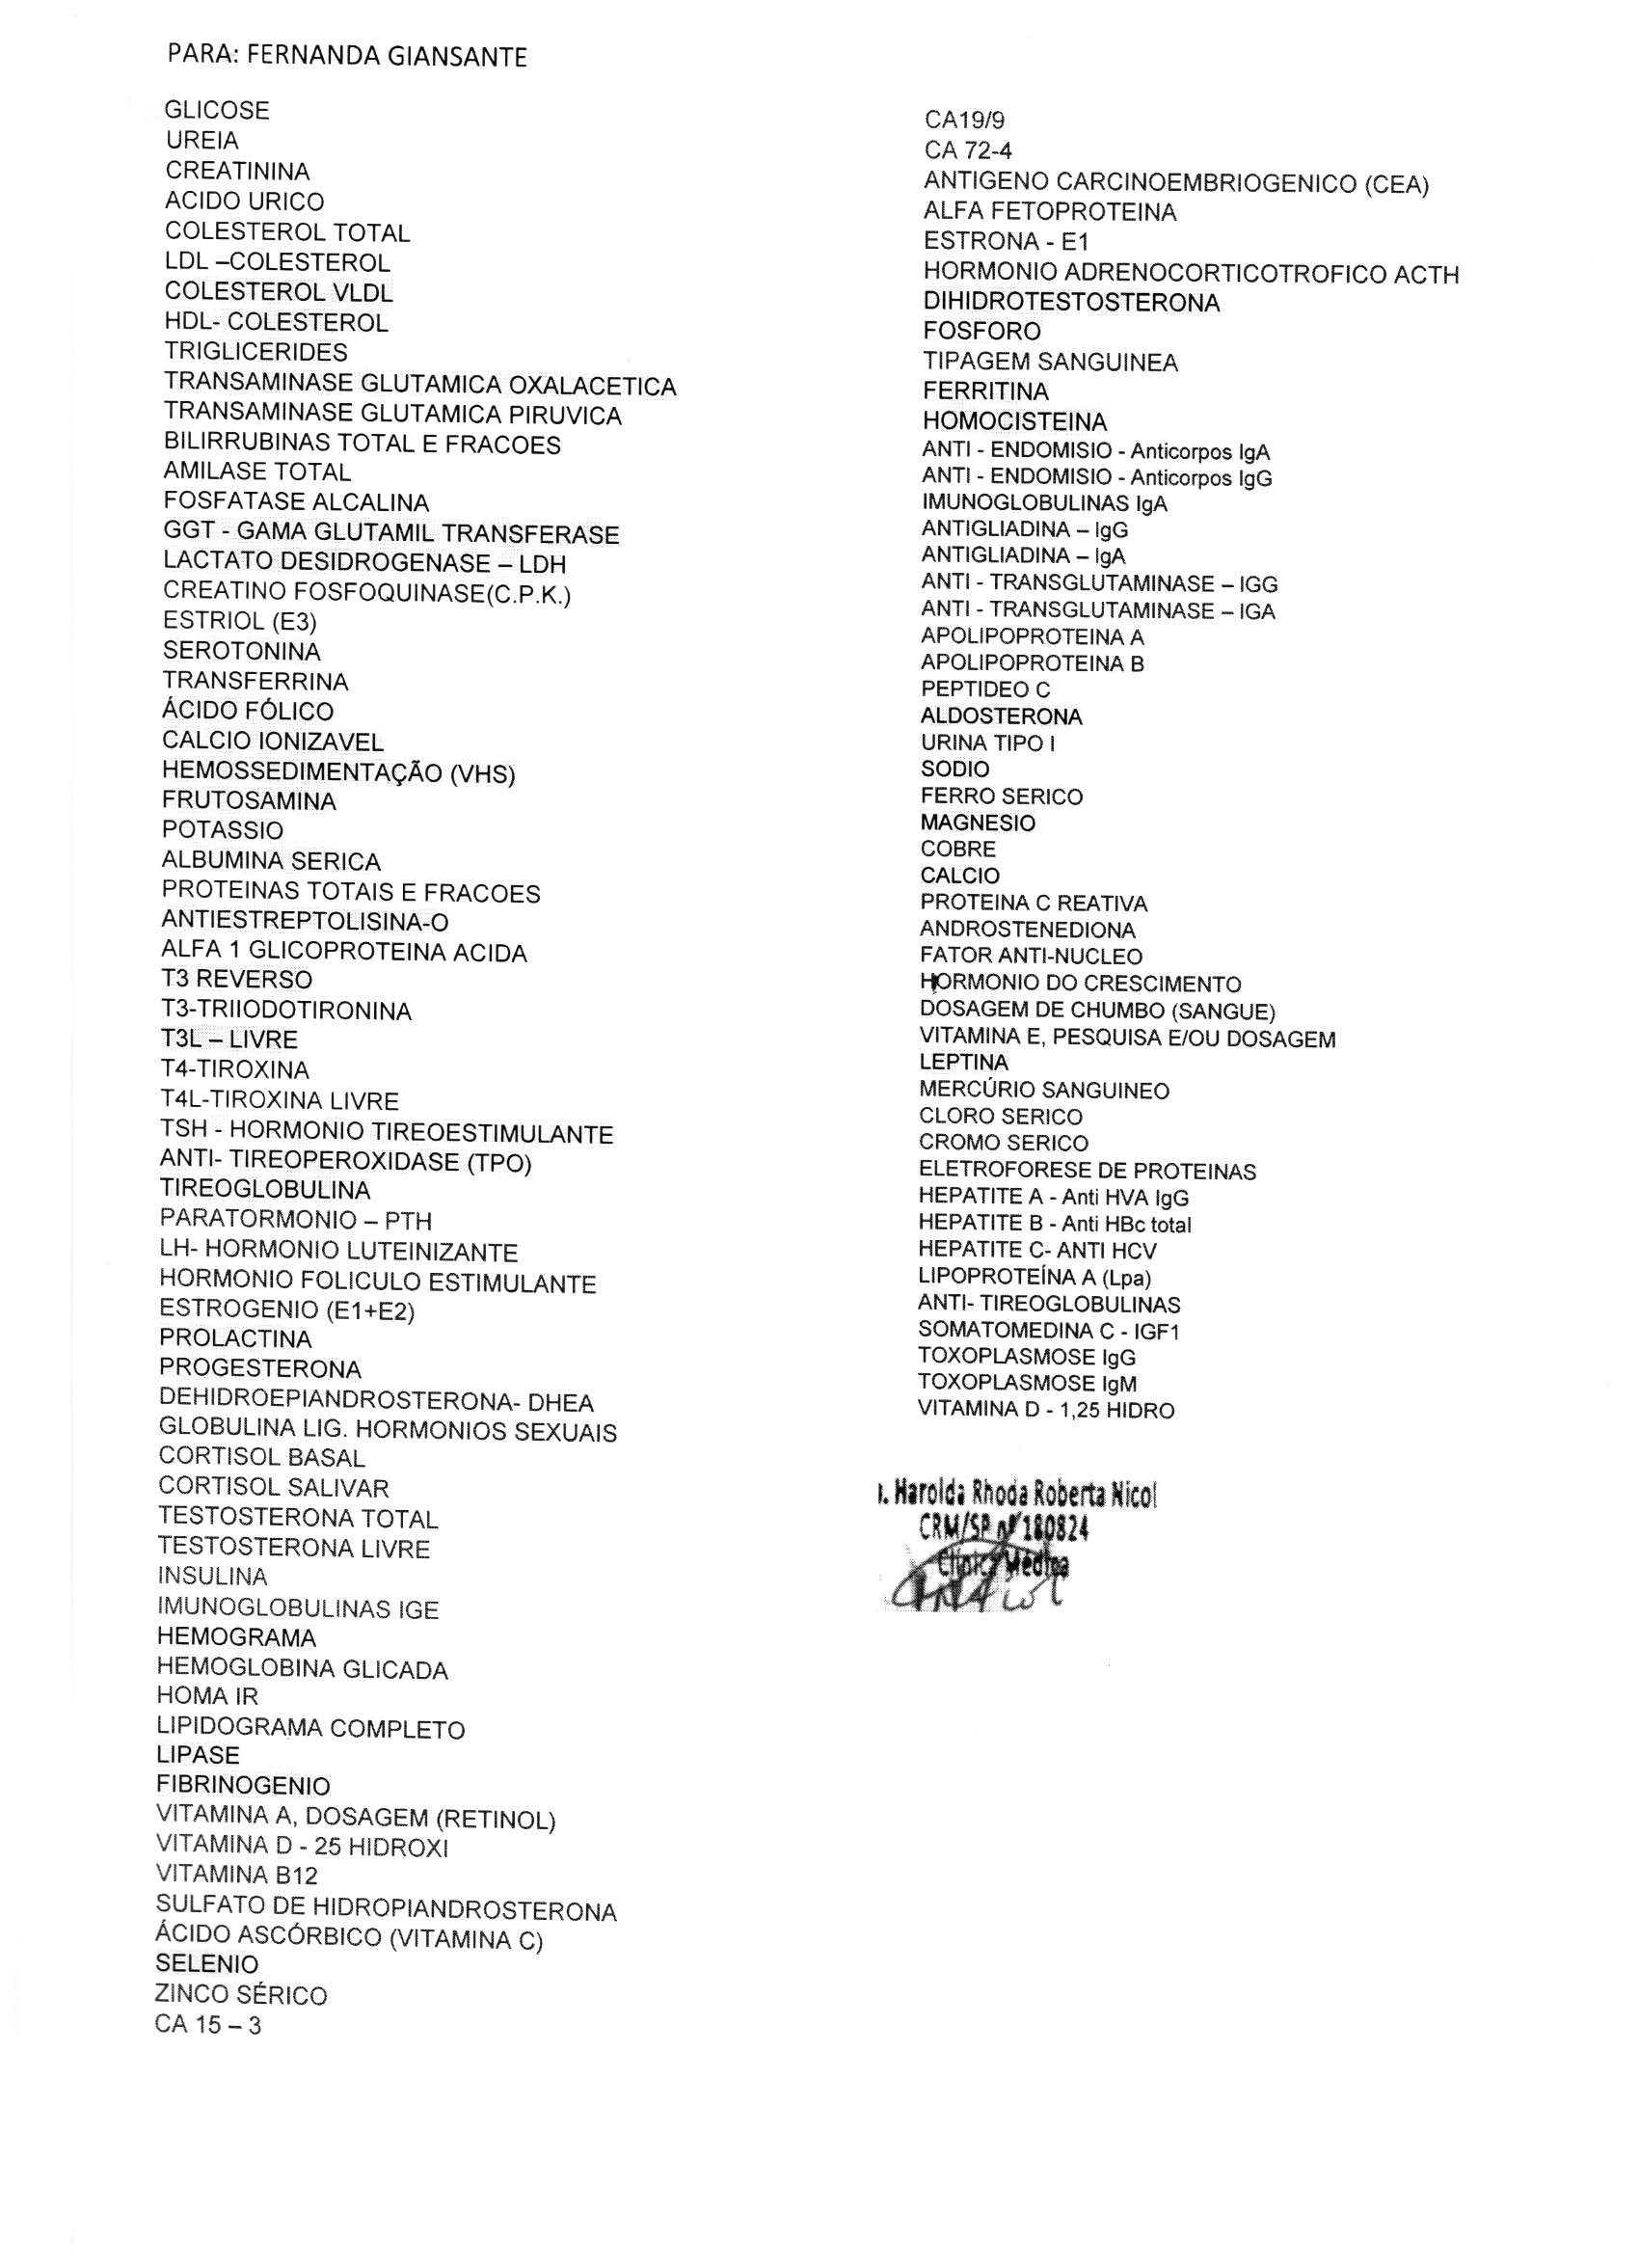 PARA: FERNANDA GIANSANTE
GLICOSE
UREIA
CREATININA
ACIDO URICO
COLESTEROL TOTAL
LDL –COLESTEROL
COLESTEROL VLDL
HDL- COLESTEROL
TRIGLICERIDES
TRANSAMINASE GLUTAMICA OXALACETICA
TRANSAMINASE GLUTAMICA PIRUVICA
BILIRRUBINAS TOTAL E FRACOES
AMILASE TOTAL
FOSFATASE ALCALINA
GGT - GAMA GLUTAMIL TRANSFERASE
LACTATO DESIDROGENASE – LDH
CREATINO FOSFOQUINASE(C.P.K.)
ESTRIOL (E3)
SEROTONINA
TRANSFERRINA
ÁCIDO FÓLICO
CALCIO IONIZAVEL
HEMOSSEDIMENTAÇÃO (VHS)
FRUTOSAMINA
POTASSIO
ALBUMINA SERICA
PROTEINAS TOTAIS E FRACOES
ANTIESTREPTOLISINA-O
ALFA 1 GLICOPROTEINA ACIDA
T3 REVERSO
T3-TRIIODOTIRONINA
T3L – LIVRE
T4-TIROXINA
T4L-TIROXINA LIVRE
TSH - HORMONIO TIREOESTIMULANTE
ANTI- TIREOPEROXIDASE (TPO)
TIREOGLOBULINA
PARATORMONIO – PTH
LH- HORMONIO LUTEINIZANTE
HORMONIO FOLICULO ESTIMULANTE
ESTROGENIO (E1+E2)
PROLACTINA
PROGESTERONA
DEHIDROEPIANDROSTERONA- DHEA
GLOBULINA LIG. HORMONIOS SEXUAIS
CORTISOL BASAL
CORTISOL SALIVAR
TESTOSTERONA TOTAL
TESTOSTERONA LIVRE
INSULINA
IMUNOGLOBULINAS IGE
HEMOGRAMA
HEMOGLOBINA GLICADA
HOMA IR
LIPIDOGRAMA COMPLETO
LIPASE
FIBRINOGENIO
VITAMINA A, DOSAGEM (RETINOL)
VITAMINA D - 25 HIDROXI
VITAMINA B12
SULFATO DE HIDROPIANDROSTERONA
ÁCIDO ASCÓRBICO (VITAMINA C)
SELENIO
ZINCO SÉRICO
CA 15 – 3
CA19/9
CA 72-4
ANTIGENO CARCINOEMBRIOGENICO (CEA)
ALFA FETOPROTEINA
ESTRONA - E1
HORMONIO ADRENOCORTICOTROFICO ACTH
DIHIDROTESTOSTERONA
FOSFORO
TIPAGEM SANGUINEA
FERRITINA
HOMOCISTEINA
ANTI - ENDOMISIO - Anticorpos IgA
ANTI - ENDOMISIO - Anticorpos IgG
IMUNOGLOBULINAS IgA
ANTIGLIADINA – IgG
ANTIGLIADINA – IgA
ANTI - TRANSGLUTAMINASE – IGG
ANTI - TRANSGLUTAMINASE – IGA
APOLIPOPROTEINA A
APOLIPOPROTEINA B
PEPTIDEO C
ALDOSTERONA
URINA TIPO I
SODIO
FERRO SERICO
MAGNESIO
COBRE
CALCIO
PROTEINA C REATIVA
ANDROSTENEDIONA
FATOR ANTI-NUCLEO
HORMONIO DO CRESCIMENTO
DOSAGEM DE CHUMBO (SANGUE)
VITAMINA E, PESQUISA E/OU DOSAGEM
LEPTINA
MERCÚRIO SANGUINEO
CLORO SERICO
CROMO SERICO
ELETROFORESE DE PROTEINAS
HEPATITE A - Anti HVA IgG
HEPATITE B - Anti HBc total
HEPATITE C- ANTI HCV
LIPOPROTEÍNA A (Lpa)
ANTI- TIREOGLOBULINAS
SOMATOMEDINA C - IGF1
TOXOPLASMOSE IgG
TOXOPLASMOSE IgM
VITAMINA D - 1,25 HIDRO
Harolda Rhoda Roberta Nicol
CRM/SP nº 180824
Clínica Médica